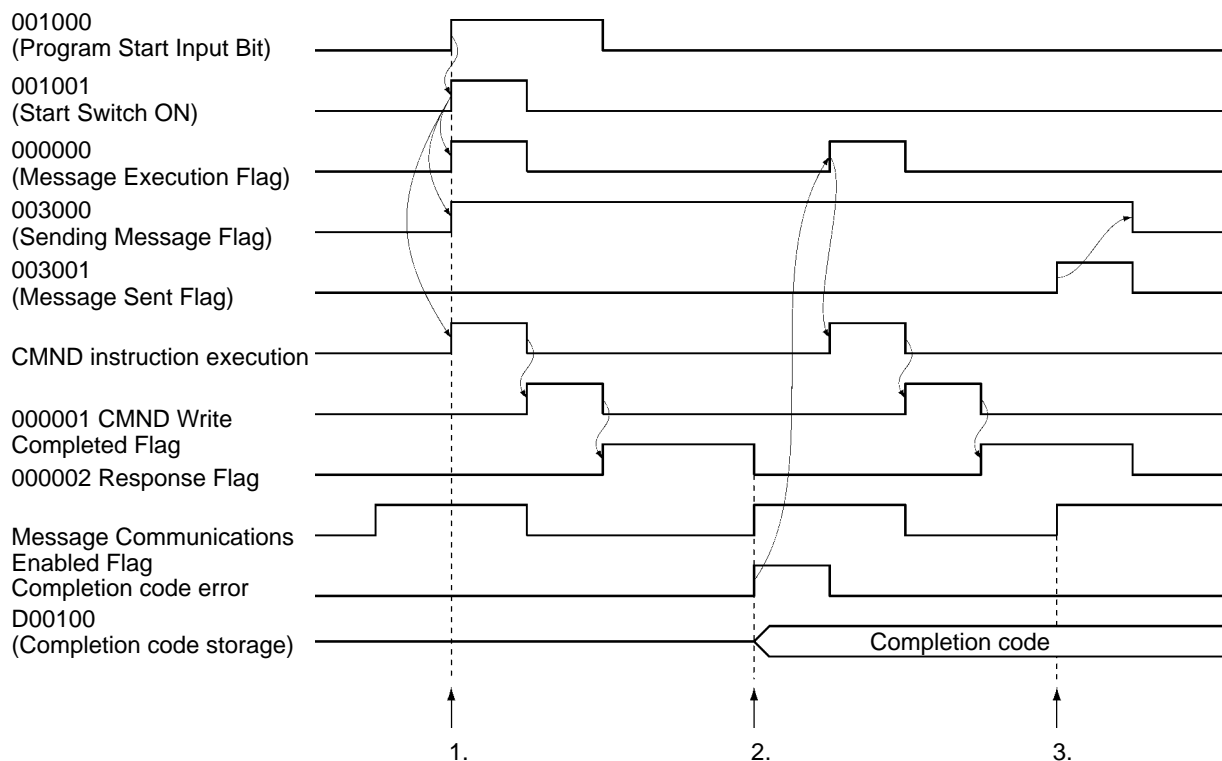 001000
(Program Start Input Bit)
001001
(Start Switch ON)
000000
(Message Execution Flag)
003000
(Sending Message Flag)
003001
(Message Sent Flag)
CMND instruction execution
000001 CMND Write
Completed Flag
000002 Response Flag
Message Communications
Enabled Flag
Completion code error
D00100
(Completion code storage)
Completion code
1.
2.
3.